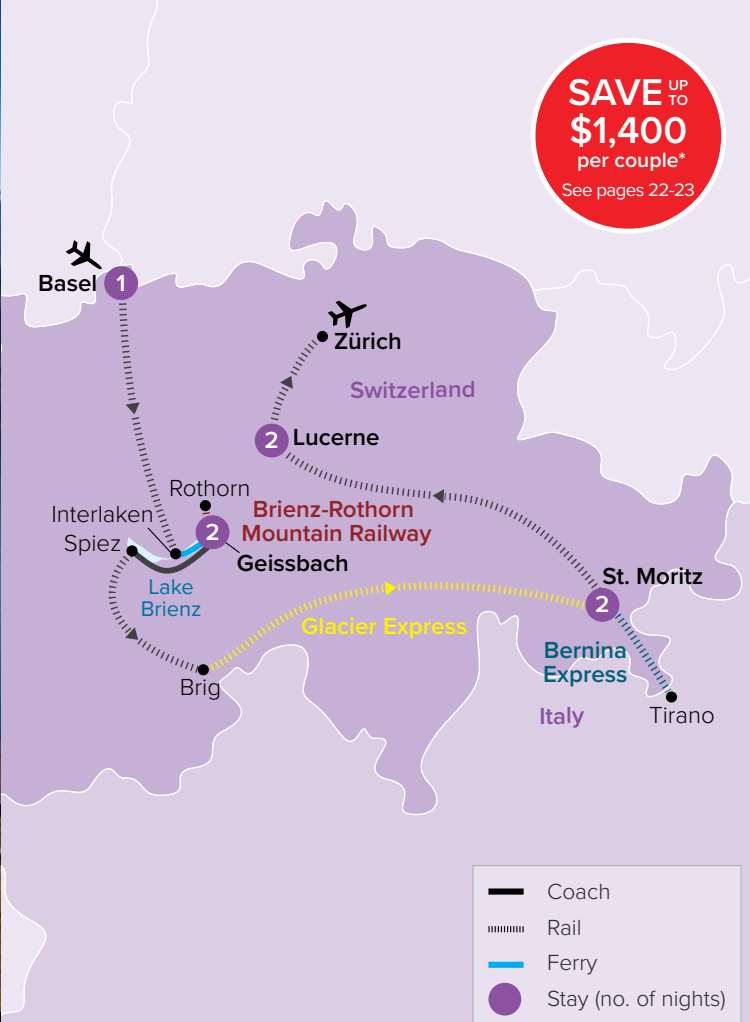 SAVE UP TO
$1,400
per couple*
See pages 22-23
Basel
1
Zürich
Switzerland
2
Lucerne
Rothorn
Brienz-Rothorn
Mountain Railway
Interlaken
2
Spiez
Geissbach
Lake
Brienz
St. Moritz
2
Glacier Express
Bernina
Express
Brig
Italy
Tirano
Coach
Rail
Ferry
Stay (no. of nights)